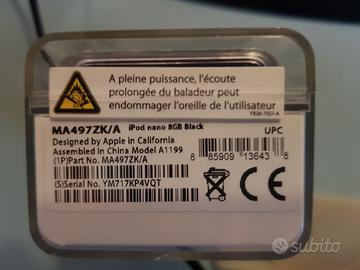 A pleine puissance, l'écoute
prolongée du baladeur peut
endommager l'oreille de l'utilisateur
MA497ZK/A iPod nano 8GB Black UPC
Designed by Apple in California
Assembled in China Model A1199
(1P)Part No. MA497ZK/A
8 85909 13643 8
(S)Serial No. YM717KP4VQT
CE
subito